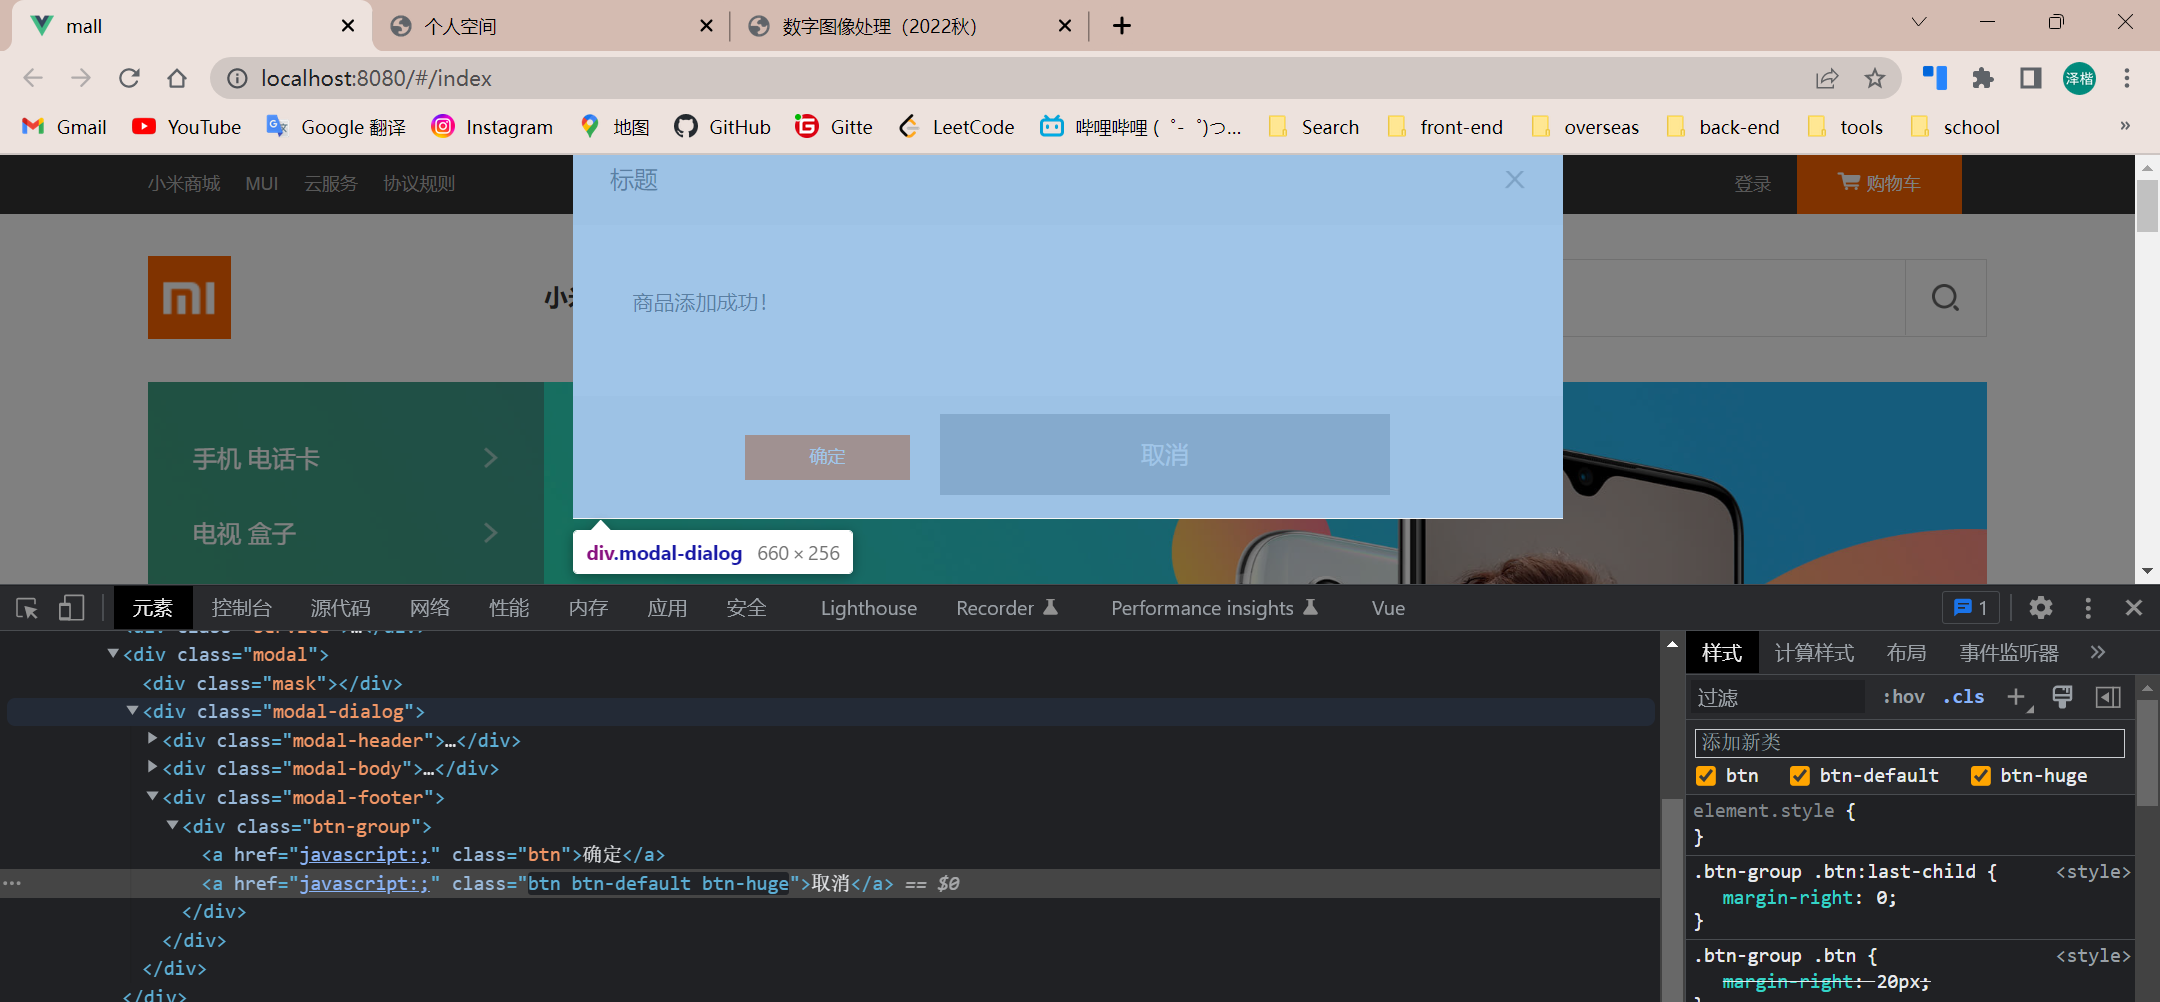 mall
个人空间
数字图像处理（2022秋）
localhost:8080/#/index
泽楷
Gmail
YouTube
Google 翻译
Instagram
地图
GitHub
Gitte
LeetCode
哔哩哔哩 ( ゜- ゜)つ...
Search
front-end
overseas
back-end
tools
school
»
小米商城 MUI 云服务 协议规则
标题
登录
购物车
mi
商品添加成功！
手机 电话卡
确定
取消
电视 盒子
div.modal-dialog 660 × 256
元素 控制台 源代码 网络 性能 内存 应用 安全 Lighthouse Recorder Performance insights Vue
1
<div class="modal">
<div class="mask"></div>
<div class="modal-dialog">
<div class="modal-header">…</div>
<div class="modal-body">…</div>
<div class="modal-footer">
<div class="btn-group">
<a href="javascript:;" class="btn">确定</a>
<a href="javascript:;" class="btn btn-default btn-huge">取消</a> == $0
</div>
</div>
</div>
</div>
样式 计算样式 布局 事件监听器 »
过滤 :hov .cls +
添加新类
btn btn-default btn-huge
element.style {
}
.btn-group .btn:last-child { <style>
margin-right: 0;
}
.btn-group .btn { <style>
margin-right: 20px;